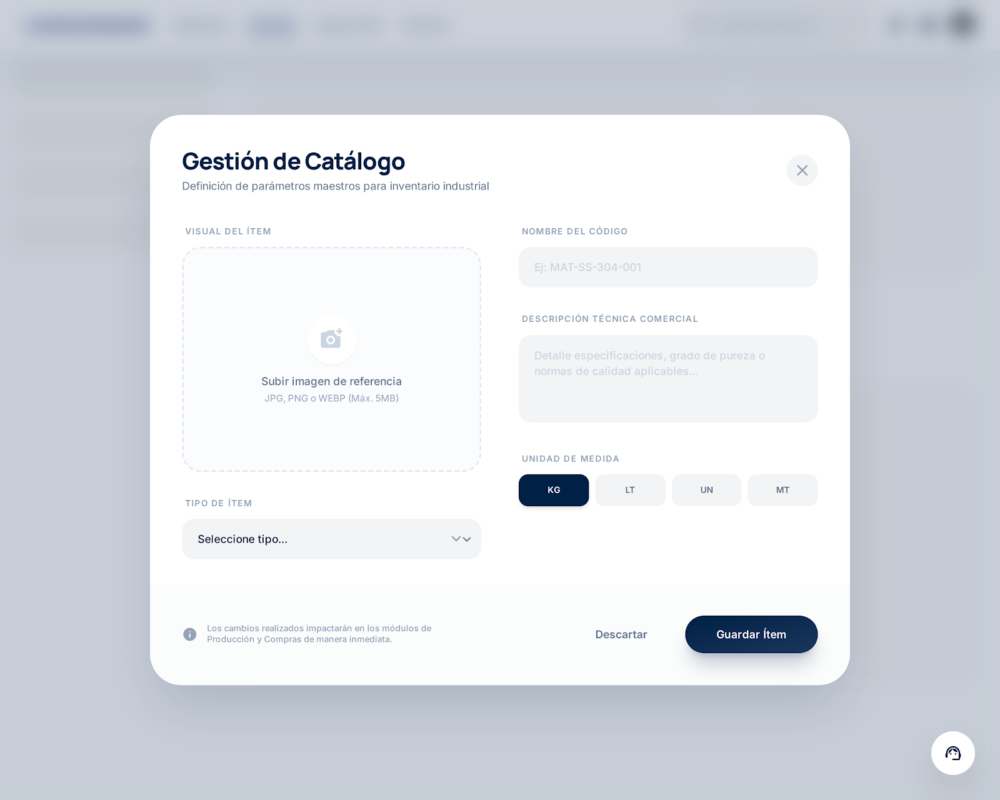 Gestión de Catálogo
Definición de parámetros maestros para inventario industrial
VISUAL DEL ÍTEM
Subir imagen de referencia
JPG, PNG o WEBP (Máx. 5MB)
TIPO DE ÍTEM
Seleccione tipo...
NOMBRE DEL CÓDIGO
Ej: MAT-SS-304-001
DESCRIPCIÓN TÉCNICA COMERCIAL
Detalle especificaciones, grado de pureza o
normas de calidad aplicables...
UNIDAD DE MEDIDA
KG
LT
UN
MT
Los cambios realizados impactarán en los módulos de
Producción y Compras de manera inmediata.
Descartar
Guardar Ítem